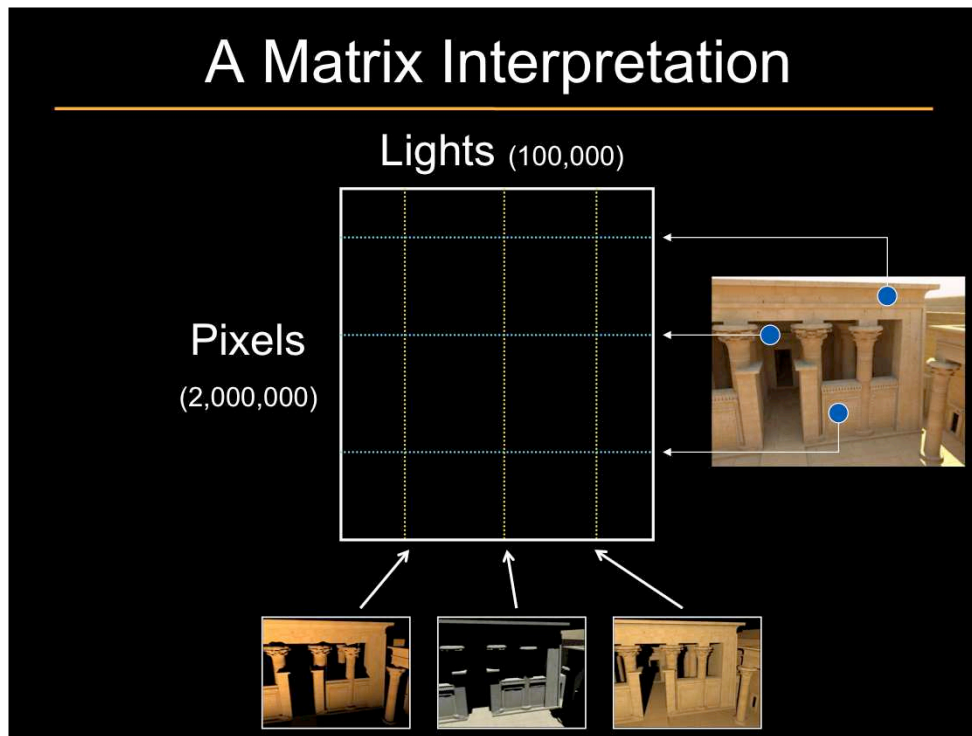 A Matrix Interpretation
Lights (100,000)
Pixels
(2,000,000)